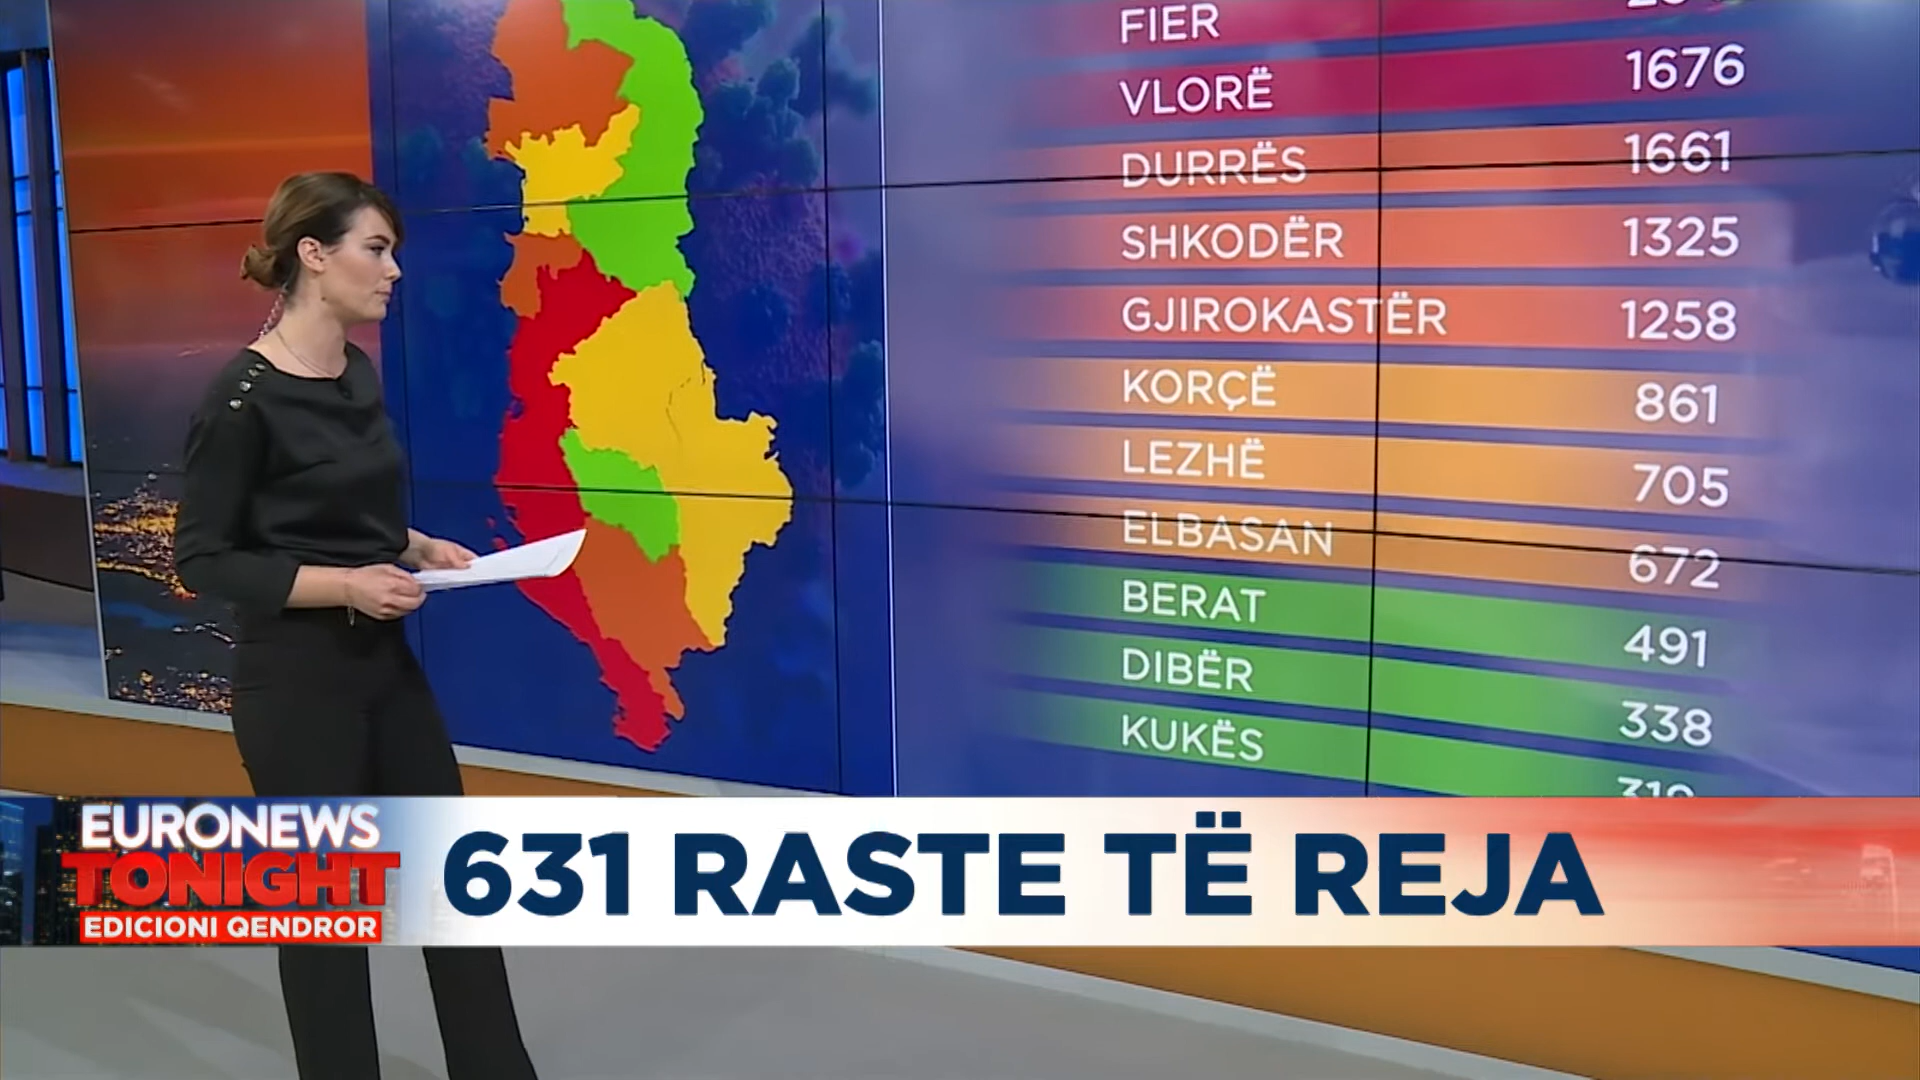 FIER
VLORË 1676
DURRËS 1661
SHKODËR 1325
GJIROKASTËR 1258
KORÇË 861
LEZHË 705
ELBASAN 672
BERAT 491
DIBËR 338
KUKËS 319
EURONEWS
TONIGHT
EDICIONI QENDROR
631 RASTE TË REJA